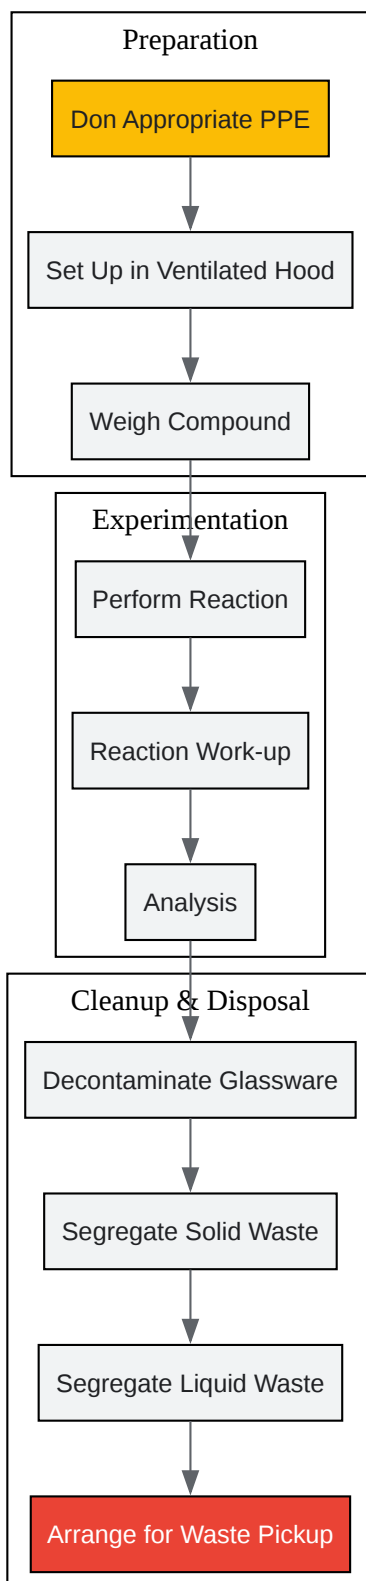 Preparation
Don Appropriate PPE
Set Up in Ventilated Hood
Weigh Compound
Experimentation
Perform Reaction
Reaction Work-up
Analysis
Cleanup & Disposal
Decontaminate Glassware
Segregate Solid Waste
Segregate Liquid Waste
Arrange for Waste Pickup